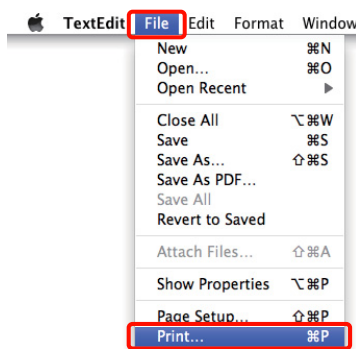 TextEdit File Edit Format Window
New ⌘N
Open... ⌘O
Open Recent ▶
Close All ⌥⌘W
Save ⌘S
Save As... ⇧⌘S
Save As PDF...
Save All
Revert to Saved
Attach Files... ⇧⌘A
Show Properties ⌥⌘P
Page Setup... ⇧⌘P
Print... ⌘P